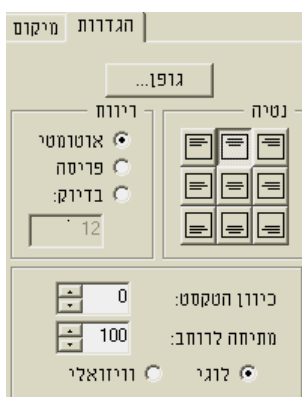 הגדרות מיקום
גופן...
נטיה
ריווח
אוטומטי
פריסה
בדיוק:
12
כיוון הטקסט: 0
מתיחה לרוחב: 100
לוגי וויזואלי